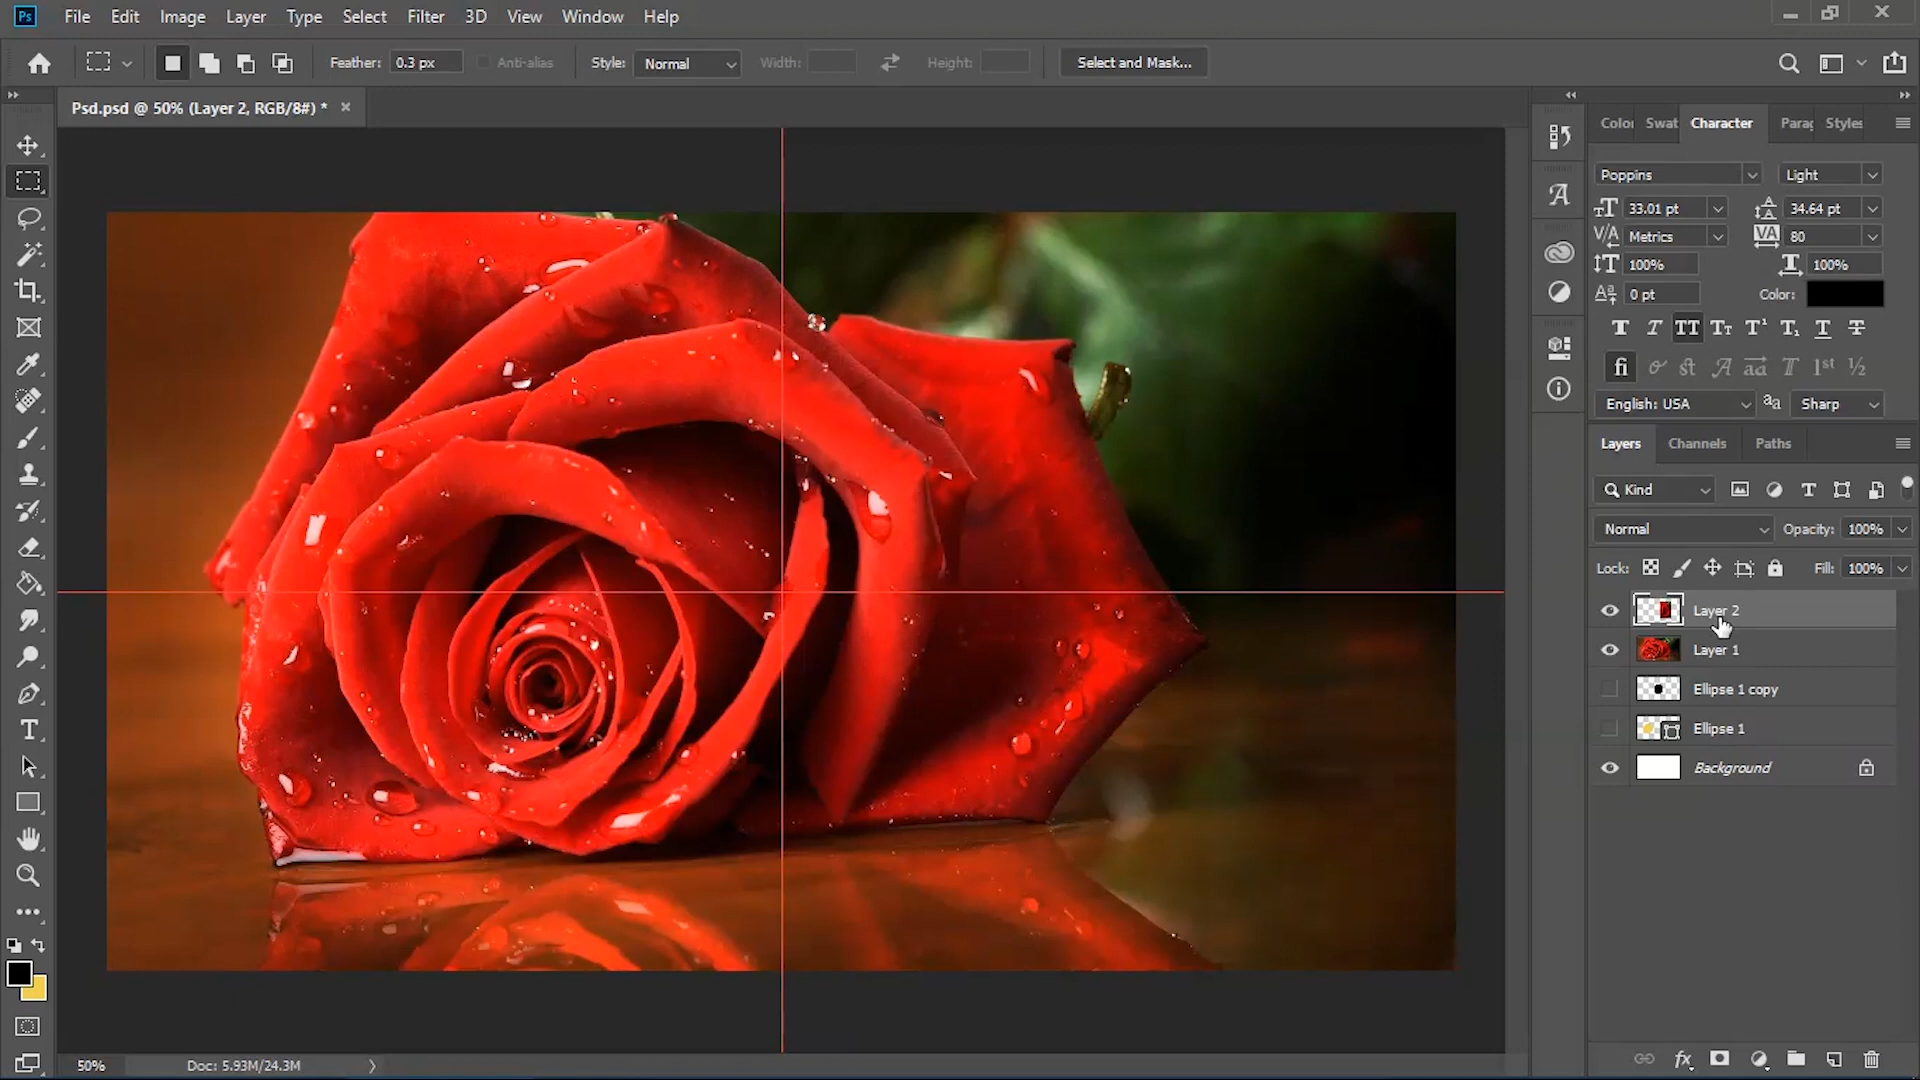 Ps File Edit Image Layer Type Select Filter 3D View Window Help
Feather: 0.3 px Anti-alias Style: Normal Width: Height: Select and Mask...
Psd.psd @ 50% (Layer 2, RGB/8#) * ×
Color Swat Character Parag Styles
Poppins Light
33.01 pt 34.64 pt
Metrics 80
100% 100%
0 pt Color:
English: USA Sharp
Layers Channels Paths
Kind
Normal Opacity: 100%
Lock: Fill: 100%
Layer 2
Layer 1
Ellipse 1 copy
Ellipse 1
Background
50% Doc: 5.93M/24.3M